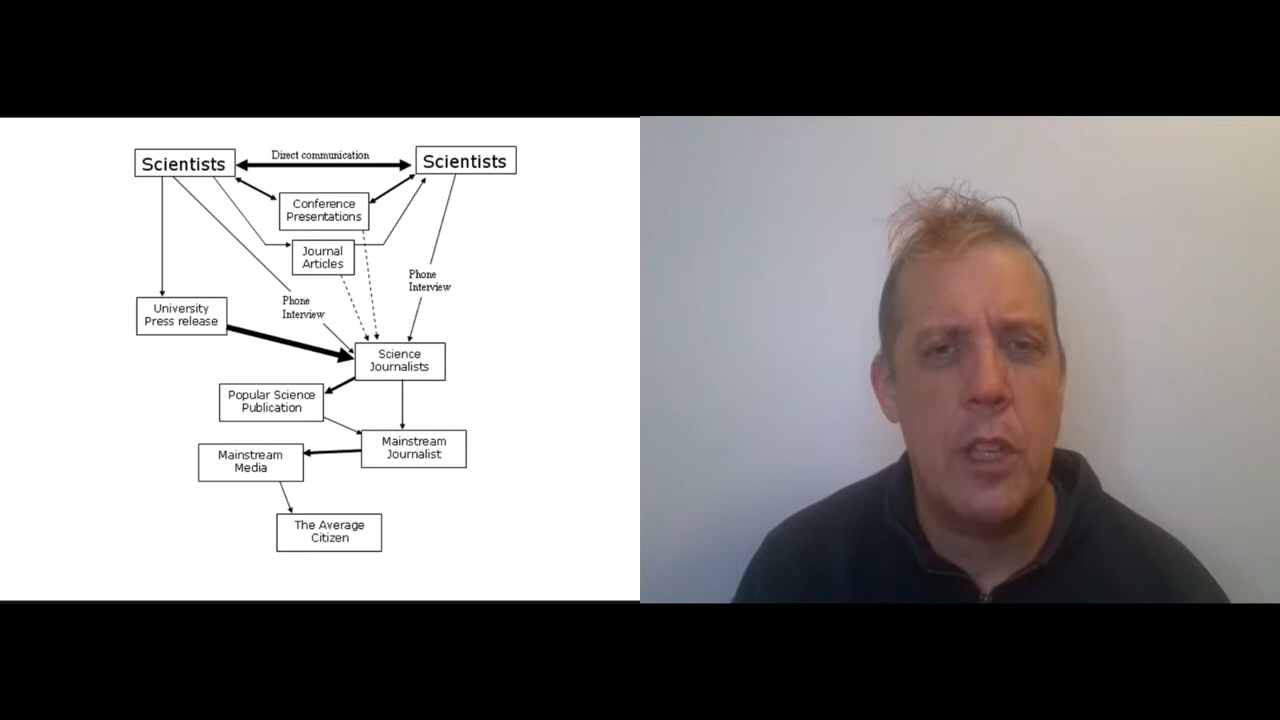 Direct communication
Scientists
Scientists
Conference
Presentations
Journal
Articles
Phone
Interview
Phone
Interview
University
Press release
Science
Journalists
Popular Science
Publication
Mainstream
Journalist
Mainstream
Media
The Average
Citizen